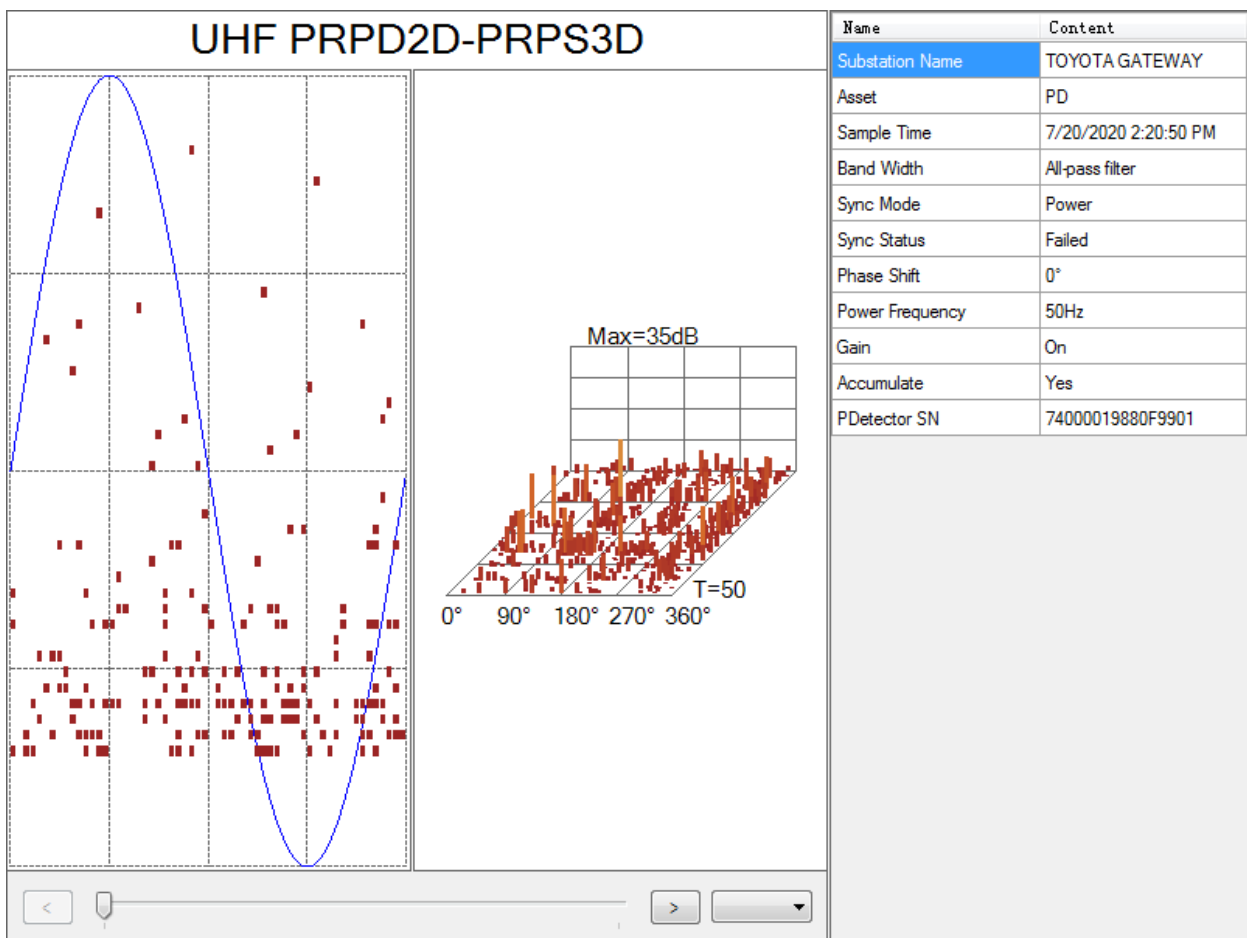 UHF PRPD2D-PRPS3D
Max=35dB
T=50
0° 90° 180° 270° 360°
< >
Name Content
Substation Name TOYOTA GATEWAY
Asset PD
Sample Time 7/20/2020 2:20:50 PM
Band Width All-pass filter
Sync Mode Power
Sync Status Failed
Phase Shift 0°
Power Frequency 50Hz
Gain On
Accumulate Yes
PDetector SN 74000019880F9901